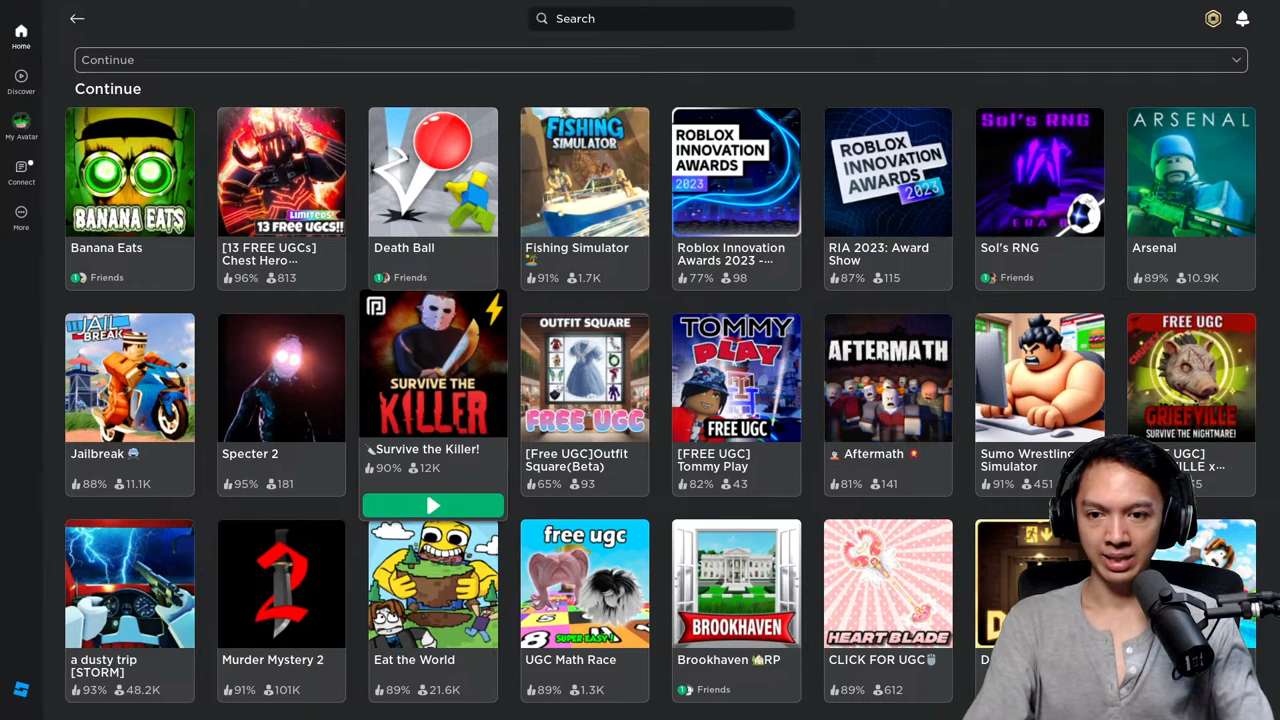 Search
Home
Discover
My Avatar
Connect
More
Continue
Continue
BANANA EATS
Banana Eats
Friends
LIMITEDS!
13 FREE UGCs!!
[13 FREE UGCs]
Chest Hero...
96% 813
Death Ball
Friends
FISHING
SIMULATOR
Fishing Simulator
91% 1.7K
ROBLOX
INNOVATION
AWARDS
2023
Roblox Innovation
Awards 2023 -...
77% 98
ROBLOX
INNOVATION
AWARDS
2023
RIA 2023: Award
Show
87% 115
Sol's RNG
ERA
Sol's RNG
Friends
ARSENAL
Arsenal
89% 10.9K
JAIL
BREAK
Jailbreak
88% 11.1K
Specter 2
95% 181
SURVIVE THE
KILLER
Survive the Killer!
90% 12K
OUTFIT SQUARE
FREE UGC
[Free UGC]Outfit
Square(Beta)
65% 93
TOMMY
PLAY
FREE UGC
[FREE UGC]
Tommy Play
82% 43
AFTERMATH
Aftermath
81% 141
Sumo Wrestling
Simulator
91% 451
FREE UGC
GRIEFVILLE
SURVIVE THE NIGHTMARE!
a dusty trip
[STORM]
93% 48.2K
2
Murder Mystery 2
91% 101K
Eat the World
89% 21.6K
free ugc
8 SUPER EASY!
UGC Math Race
89% 1.3K
BROOKHAVEN
Brookhaven RP
Friends
HEART BLADE
CLICK FOR UGC
89% 612